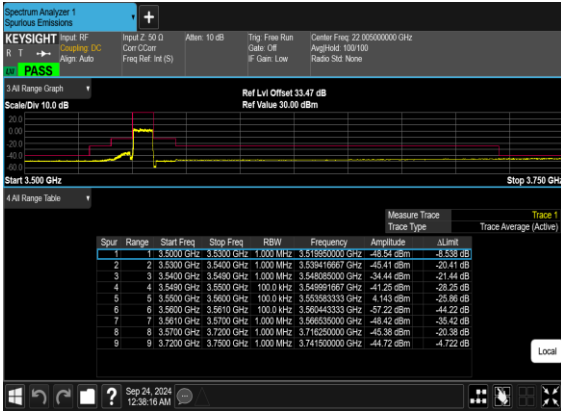 Spectrum Analyzer 1
Spurious Emissions
+
KEYSIGHT Input: RF Input Z: 50 Ω Atten: 10 dB Trig: Free Run Center Freq: 22.005000000 GHz
R T Coupling: DC Corr CCorr Gate: Off Avg|Hold: 100/100
Align: Auto Freq Ref: Int (S) IF Gain: Low Radio Std: None
LW PASS
3 All Range Graph
Ref Lvl Offset 33.47 dB
Scale/Div 10.0 dB Ref Value 30.00 dBm
20.0
0.00
-20.0
-40.0
-60.0
Start 3.500 GHz Stop 3.750 GHz
4 All Range Table
Measure Trace Trace 1
Trace Type Trace Average (Active)
Spur Range Start Freq Stop Freq RBW Frequency Amplitude ΔLimit
1 1 3.5000 GHz 3.5300 GHz 1.000 MHz 3.519950000 GHz -48.54 dBm -8.538 dB
2 2 3.5300 GHz 3.5400 GHz 1.000 MHz 3.539416667 GHz -45.41 dBm -20.41 dB
3 3 3.5400 GHz 3.5490 GHz 1.000 MHz 3.548085000 GHz -34.44 dBm -21.44 dB
4 4 3.5490 GHz 3.5500 GHz 100.0 kHz 3.549991667 GHz -41.25 dBm -28.25 dB
5 5 3.5500 GHz 3.5600 GHz 100.0 kHz 3.553583333 GHz 4.143 dBm -25.86 dB
6 6 3.5600 GHz 3.5610 GHz 100.0 kHz 3.560443333 GHz -57.22 dBm -44.22 dB
7 7 3.5610 GHz 3.5700 GHz 1.000 MHz 3.566535000 GHz -48.42 dBm -35.42 dB
8 8 3.5700 GHz 3.7200 GHz 1.000 MHz 3.716250000 GHz -45.38 dBm -20.38 dB
9 9 3.7200 GHz 3.7500 GHz 1.000 MHz 3.741500000 GHz -44.72 dBm -4.722 dB
Local
? Sep 24, 2024
12:38:16 AM